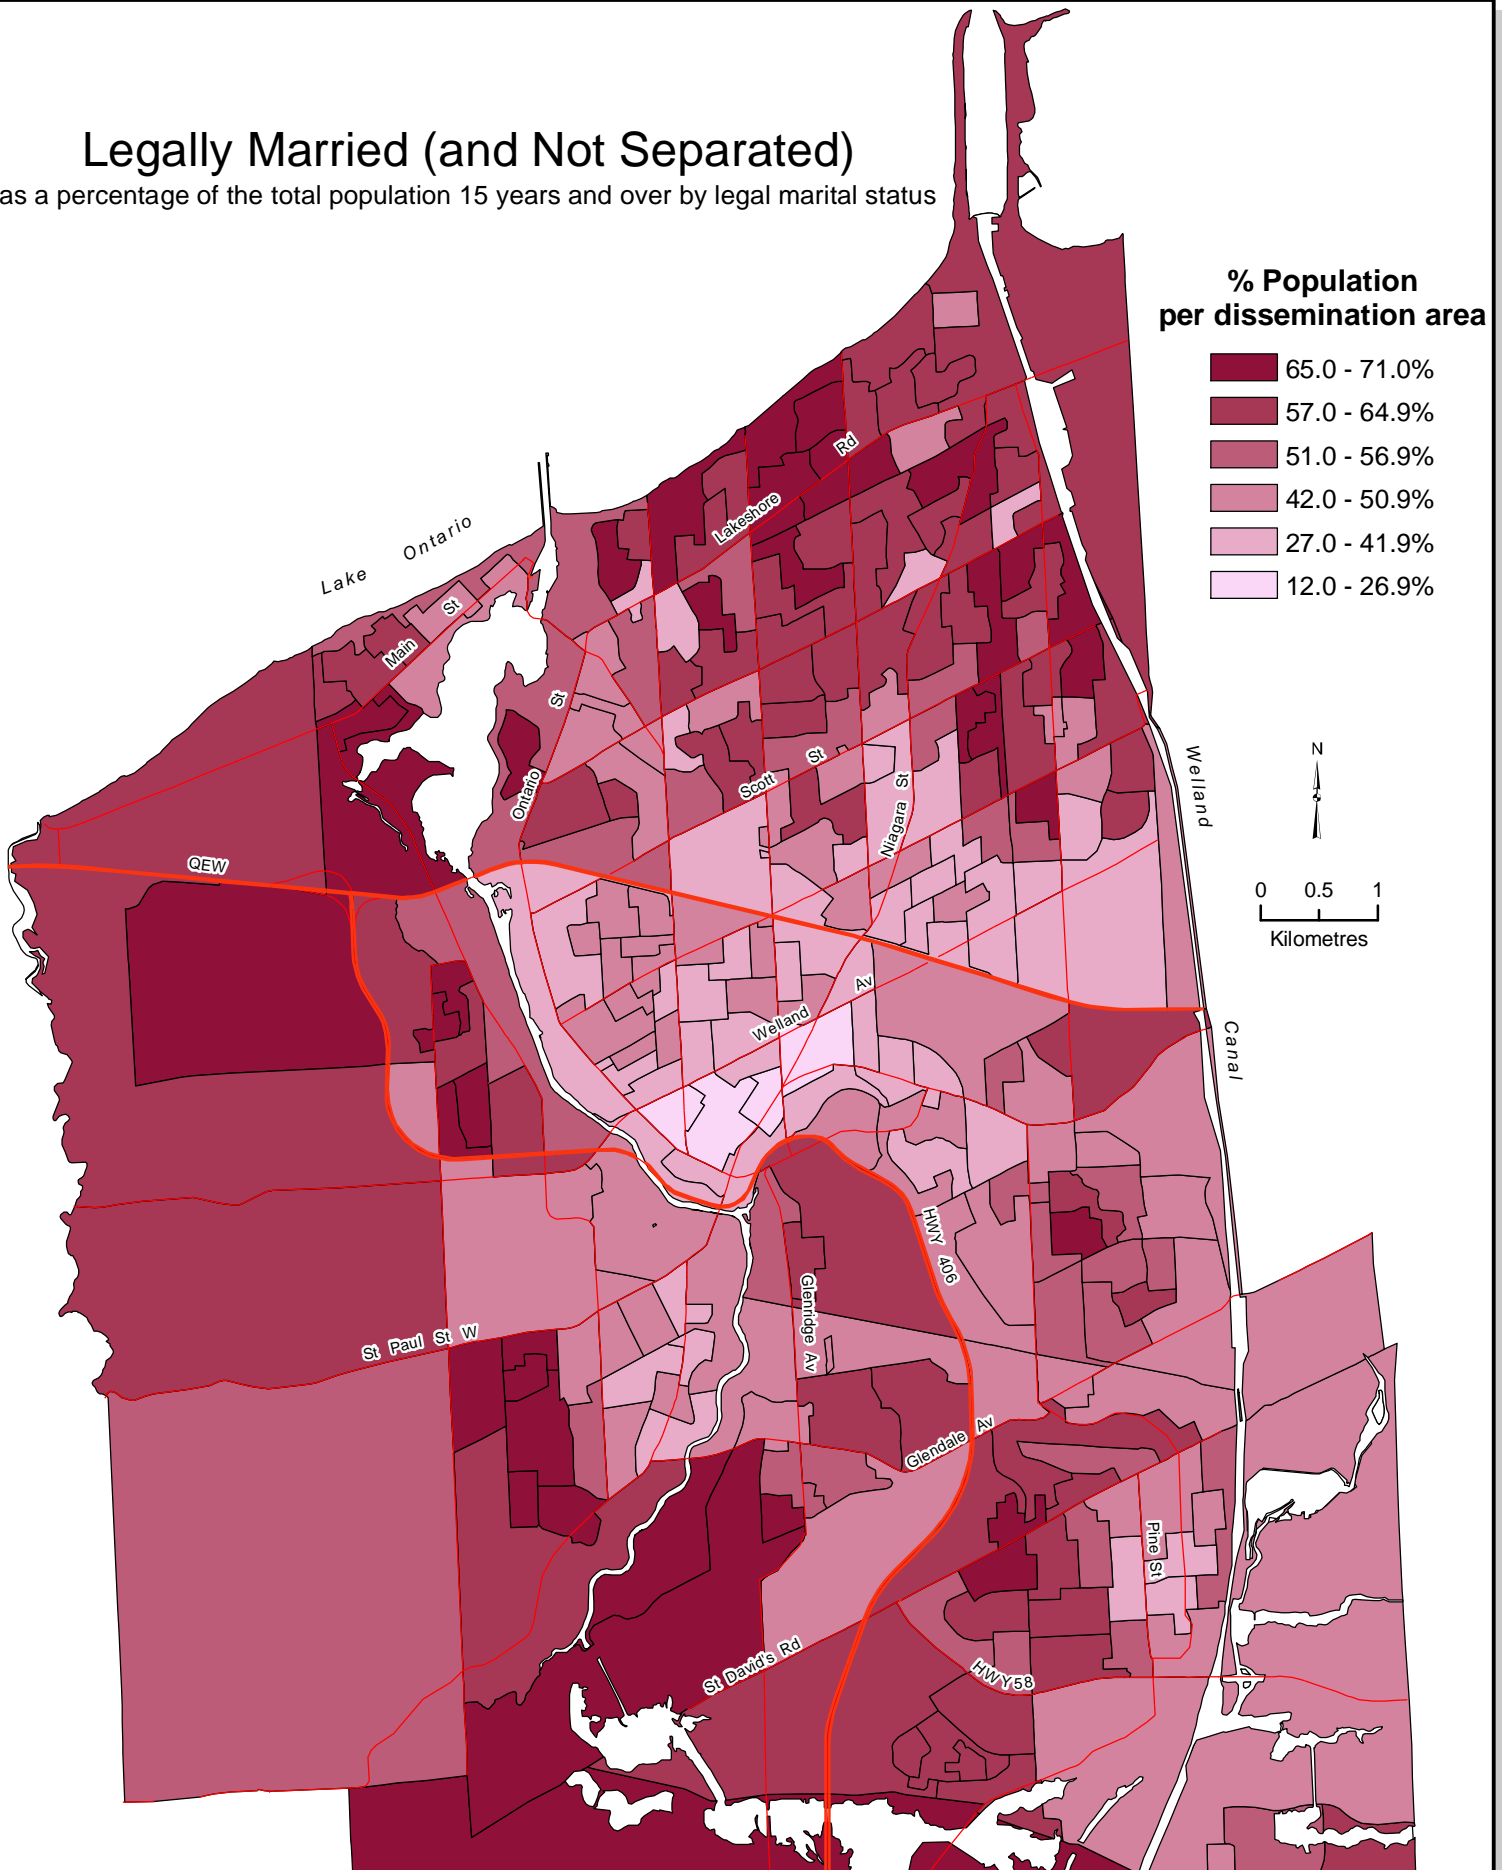 Legally Married (and Not Separated)
as a percentage of the total population 15 years and over by legal marital status
% Population
per dissemination area
65.0 - 71.0%
57.0 - 64.9%
51.0 - 56.9%
42.0 - 50.9%
27.0 - 41.9%
12.0 - 26.9%
Lake Ontario
Main St
Lakeshore Rd
Ontario St
Scott St
Niagara St
Welland Canal
N
0 0.5 1
Kilometres
QEW
Welland Av
HWY 406
Glenridge Av
St Paul St W
Glendale Av
Pine St
St David's Rd
HWY58